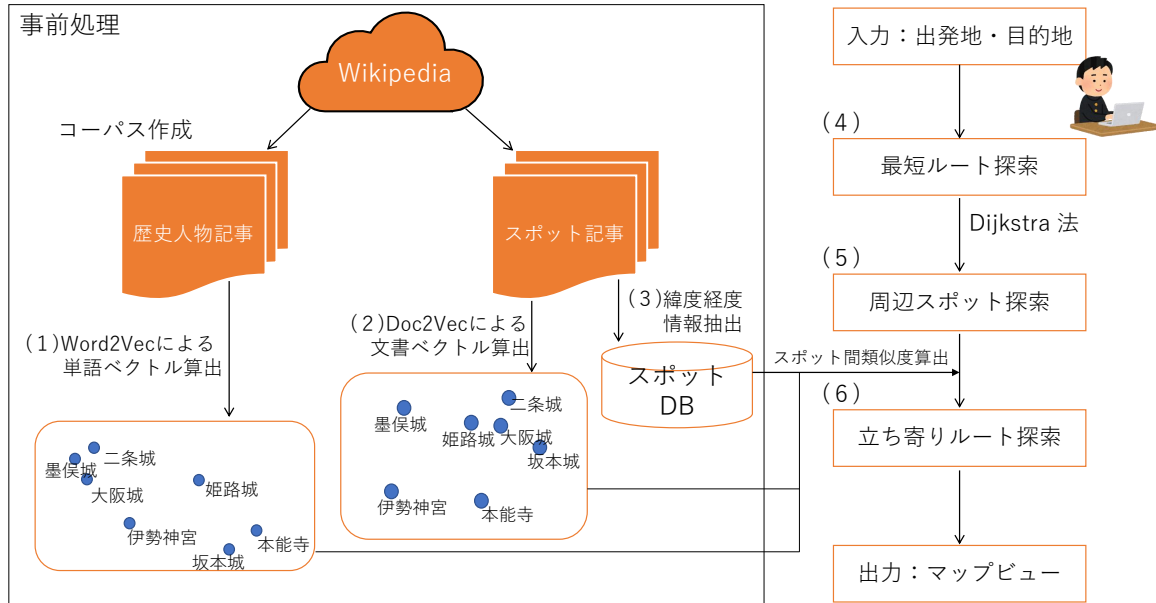 事前処理
Wikipedia
コーパス作成
歴史人物記事
スポット記事
(1)Word2Vecによる
単語ベクトル算出
(2)Doc2Vecによる
文書ベクトル算出
(3)緯度経度
情報抽出
スポット
DB
二条城
墨俣城
大阪城
姫路城
伊勢神宮
本能寺
坂本城
二条城
墨俣城
姫路城
大阪城
坂本城
伊勢神宮
本能寺
入力：出発地・目的地
(4)
最短ルート探索
Dijkstra 法
(5)
周辺スポット探索
スポット間類似度算出
(6)
立ち寄りルート探索
出力：マップビュー